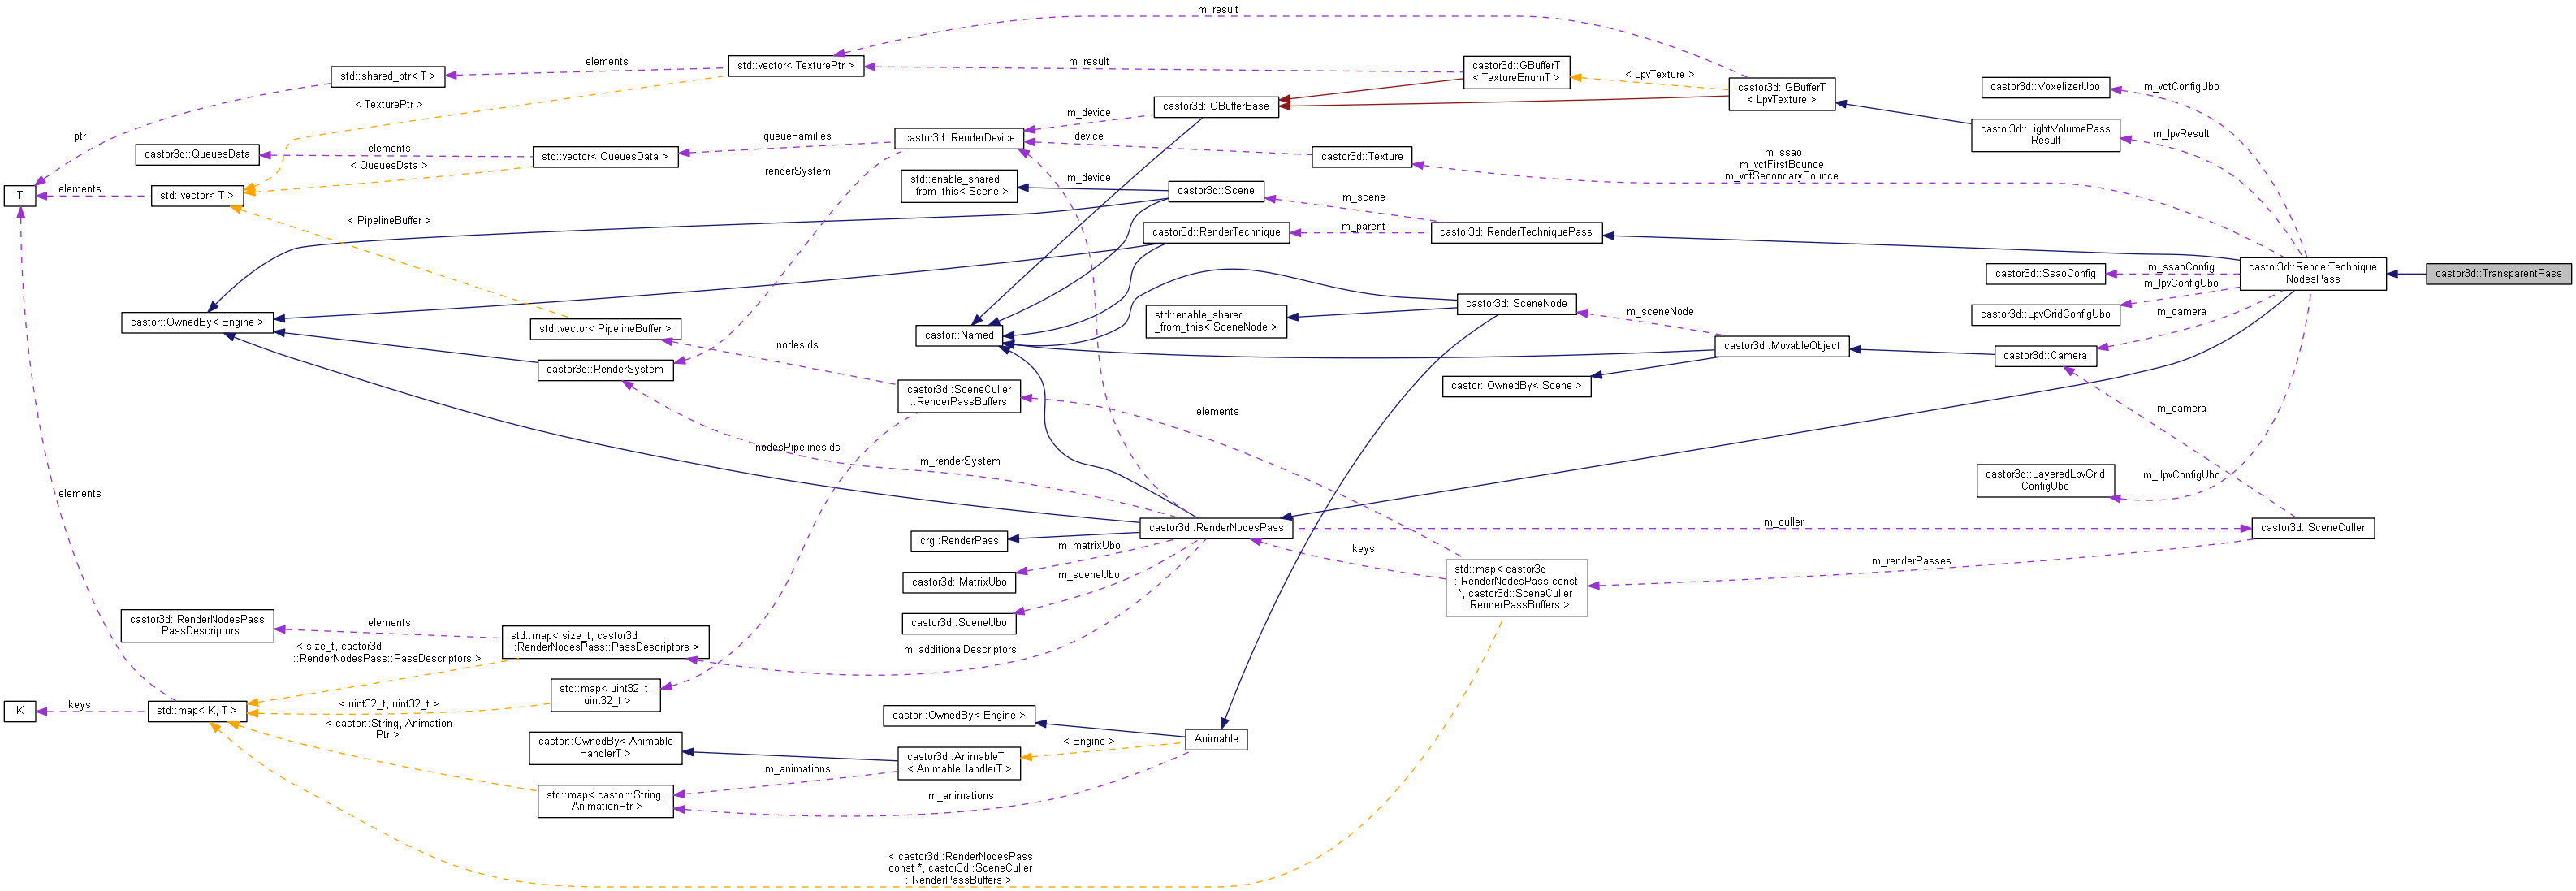 m_result
std::shared_ptr< T >
elements
std::vector< TexturePtr >
m_result
castor3d::GBufferT
< TextureEnumT >
< LpvTexture >
castor3d::GBufferT
< LpvTexture >
castor3d::VoxelizerUbo
m_vctConfigUbo
< TexturePtr >
castor3d::GBufferBase
m_device
ptr
castor3d::QueuesData
elements
< QueuesData >
std::vector< QueuesData >
queueFamilies
castor3d::RenderDevice
device
castor3d::Texture
m_ssao
m_vctFirstBounce
m_vctSecondaryBounce
castor3d::LightVolumePass
Result
m_lpvResult
T
elements
std::vector< T >
renderSystem
std::enable_shared
_from_this< Scene >
m_device
castor3d::Scene
m_scene
< PipelineBuffer >
castor3d::RenderTechnique
m_parent
castor3d::RenderTechniquePass
castor3d::SsaoConfig
m_ssaoConfig
castor3d::RenderTechnique
NodesPass
castor3d::TransparentPass
m_lpvConfigUbo
castor3d::LpvGridConfigUbo
castor::OwnedBy< Engine >
std::vector< PipelineBuffer >
castor::Named
std::enable_shared
_from_this< SceneNode >
castor3d::SceneNode
m_sceneNode
m_camera
nodesIds
castor3d::MovableObject
castor3d::Camera
castor3d::RenderSystem
castor3d::SceneCuller
::RenderPassBuffers
castor::OwnedBy< Scene >
elements
m_camera
nodesPipelinesIds
m_renderSystem
castor3d::LayeredLpvGrid
ConfigUbo
m_llpvConfigUbo
elements
castor3d::RenderNodesPass
m_culler
castor3d::SceneCuller
crg::RenderPass
m_matrixUbo
keys
m_renderPasses
castor3d::MatrixUbo
m_sceneUbo
std::map< castor3d
::RenderNodesPass const
*, castor3d::SceneCuller
::RenderPassBuffers >
castor3d::RenderNodesPass
::PassDescriptors
elements
castor3d::SceneUbo
std::map< size_t, castor3d
::RenderNodesPass::PassDescriptors >
m_additionalDescriptors
< size_t, castor3d
::RenderNodesPass::PassDescriptors >
std::map< uint32_t,
uint32_t >
K
keys
std::map< K, T >
< uint32_t, uint32_t >
< castor::String, Animation
Ptr >
castor::OwnedBy< Engine >
Animable
< Engine >
castor::OwnedBy< Animable
HandlerT >
castor3d::AnimableT
< AnimableHandlerT >
m_animations
std::map< castor::String,
AnimationPtr >
m_animations
< castor3d::RenderNodesPass
const *, castor3d::SceneCuller
::RenderPassBuffers >